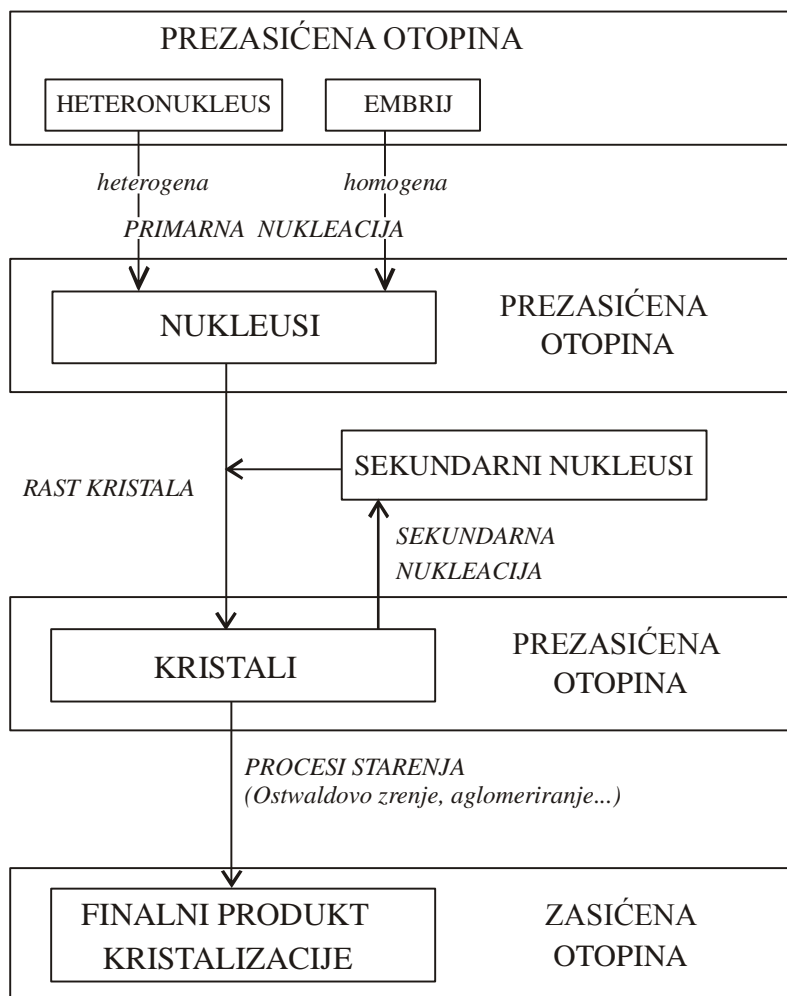 PREZASIĆENA OTOPINA
HETERONUKLEUS
EMBRIJ
heterogena
homogena
PRIMARNA NUKLEACIJA
NUKLEUSI
PREZASIĆENA
OTOPINA
SEKUNDARNI NUKLEUSI
RAST KRISTALA
SEKUNDARNA
NUKLEACIJA
KRISTALI
PREZASIĆENA
OTOPINA
PROCESI STARENJA
(Ostwaldovo zrenje, aglomeriranje...)
FINALNI PRODUKT
KRISTALIZACIJE
ZASIĆENA
OTOPINA